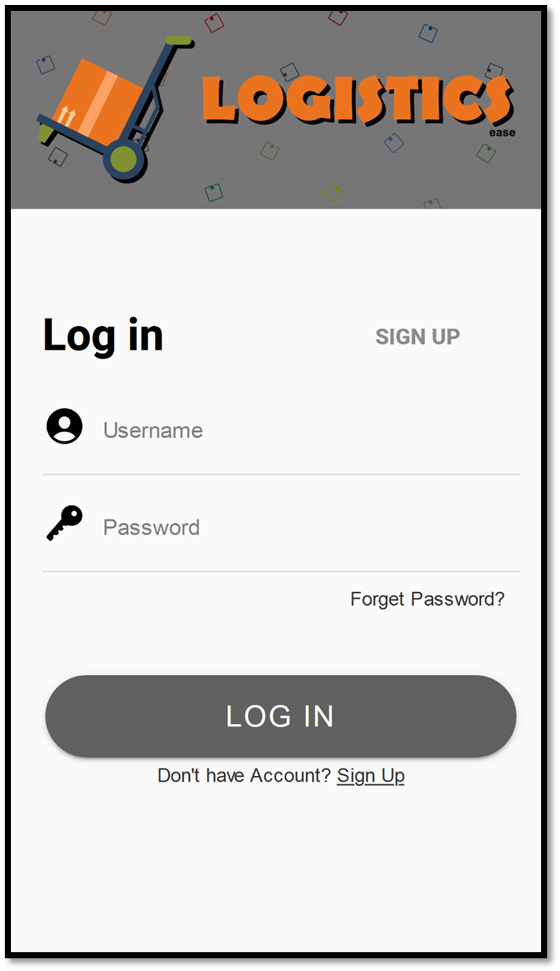 LOGISTICS
ease
Log in SIGN UP
Username
Password
Forget Password?
LOG IN
Don't have Account? Sign Up